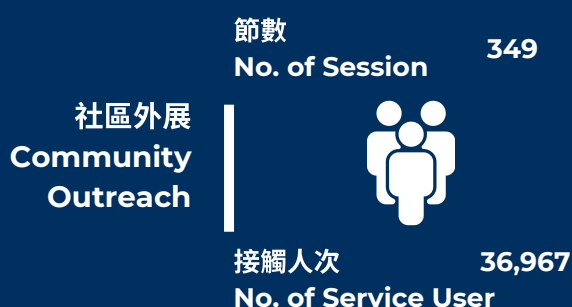 社區外展
Community
Outreach
節數
No. of Session
349
接觸人次
No. of Service User
36,967